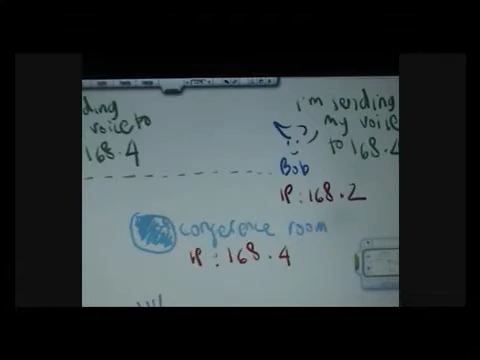 ding
voice to
168.4
i'm sending
my voice
to 168.4
Bob
IP : 168.2
conference room
IP : 168.4